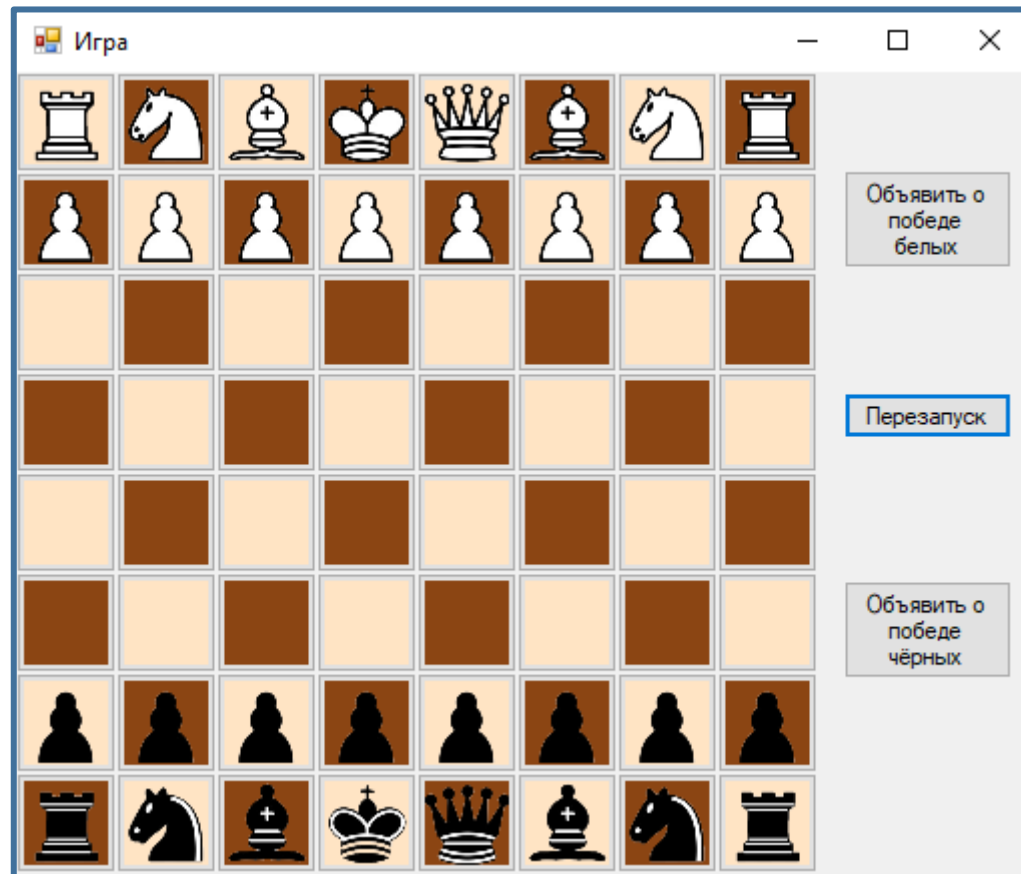 Игра
Объявить о
победе
белых
Перезапуск
Объявить о
победе
чёрных